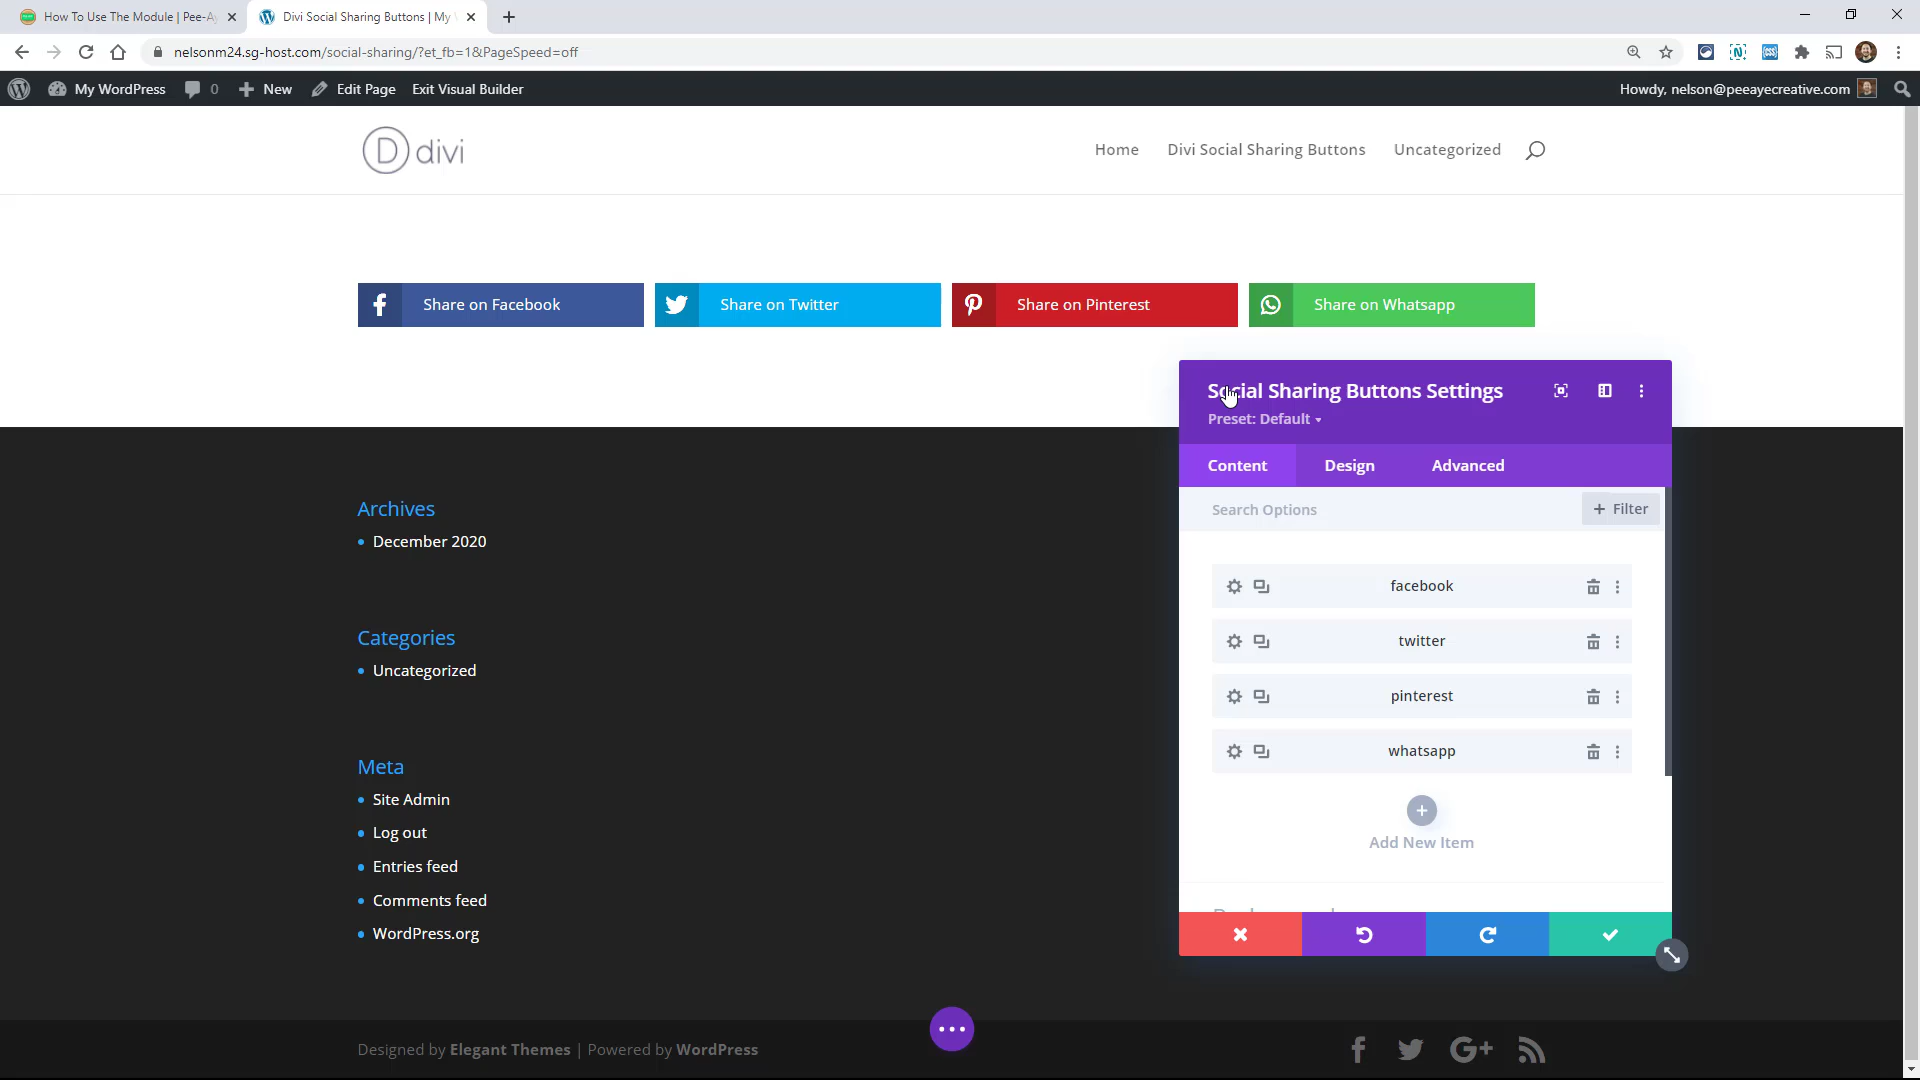 How To Use The Module | Pee-A
Divi Social Sharing Buttons | My
nelsonm24.sg-host.com/social-sharing/?et_fb=1&PageSpeed=off
My WordPress
0
New
Edit Page
Exit Visual Builder
Howdy, nelson@peeayecreative.com
D divi
Home
Divi Social Sharing Buttons
Uncategorized
Share on Facebook
Share on Twitter
Share on Pinterest
Share on Whatsapp
Social Sharing Buttons Settings
Preset: Default
Content
Design
Advanced
Search Options
+ Filter
facebook
twitter
pinterest
whatsapp
Add New Item
Archives
December 2020
Categories
Uncategorized
Meta
Site Admin
Log out
Entries feed
Comments feed
WordPress.org
Designed by Elegant Themes | Powered by WordPress
G+